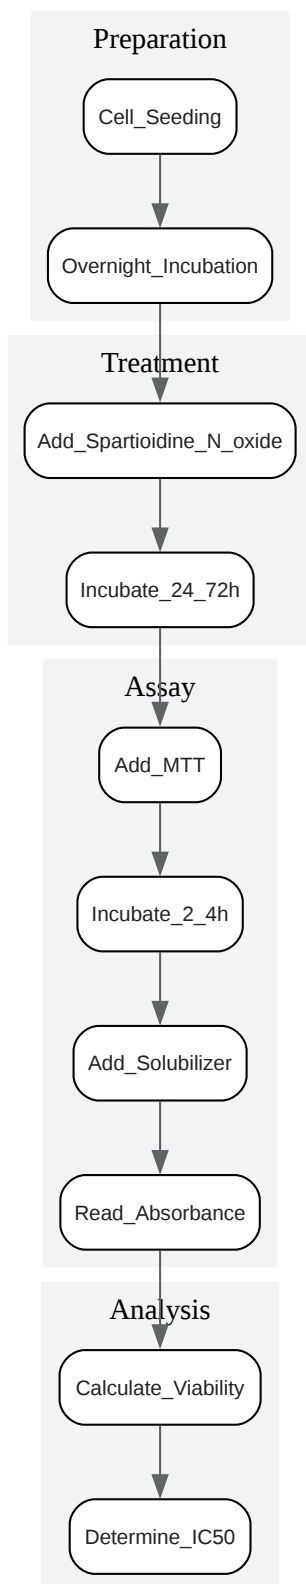 Preparation
Cell_Seeding
Overnight_Incubation
Treatment
Add_Spartioidine_N_oxide
Incubate_24_72h
Assay
Add_MTT
Incubate_2_4h
Add_Solubilizer
Read_Absorbance
Analysis
Calculate_Viability
Determine_IC50